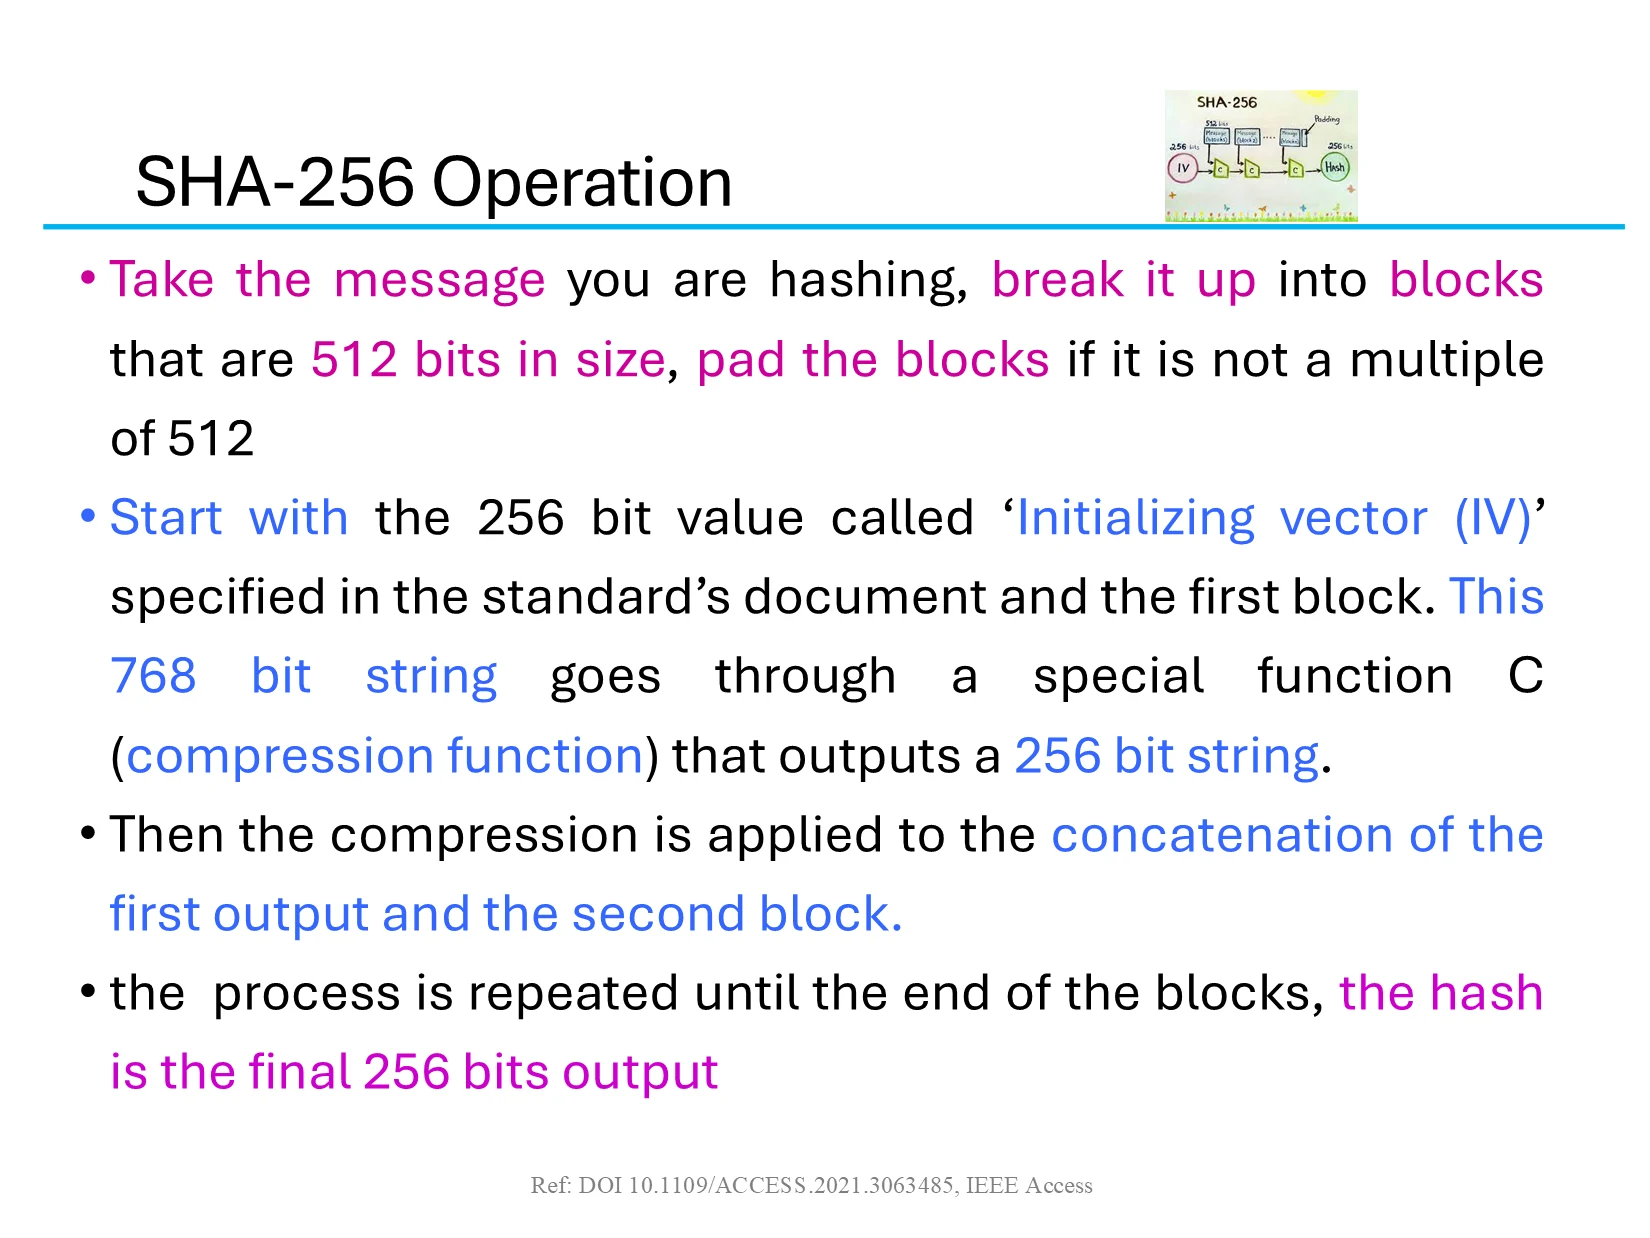 SHA-256
512 bits
Padding
256 bits
256 bits
IV
C
C
C
Hash
SHA-256 Operation
• Take the message you are hashing, break it up into blocks
that are 512 bits in size, pad the blocks if it is not a multiple
of 512
• Start with the 256 bit value called ‘Initializing vector (IV)’
specified in the standard’s document and the first block. This
768 bit string goes through a special function C
(compression function) that outputs a 256 bit string.
• Then the compression is applied to the concatenation of the
first output and the second block.
• the process is repeated until the end of the blocks, the hash
is the final 256 bits output
Ref: DOI 10.1109/ACCESS.2021.3063485, IEEE Access